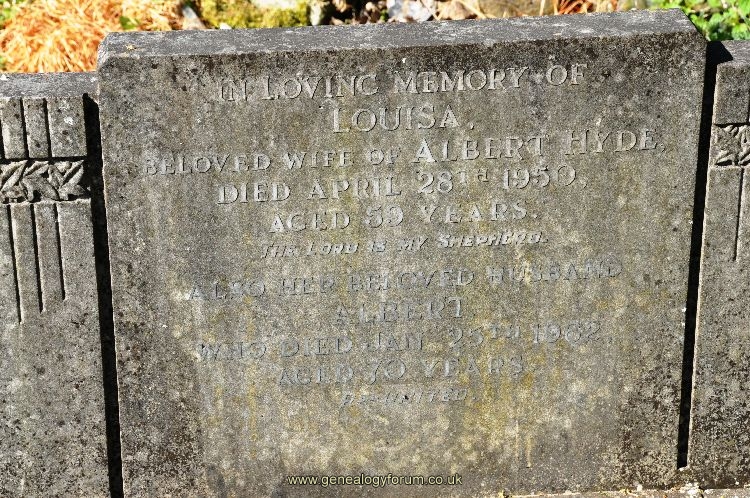 IN LOVING MEMORY OF
LOUISA,
BELOVED WIFE OF ALBERT HYDE,
DIED APRIL 28TH 1950,
AGED 59 YEARS.
THE LORD IS MY SHEPHERD.
ALSO HER BELOVED HUSBAND
ALBERT
WHO DIED JAN. 25TH 1962
AGED 70 YEARS.
RE-UNITED.
www.genealogyforum.co.uk